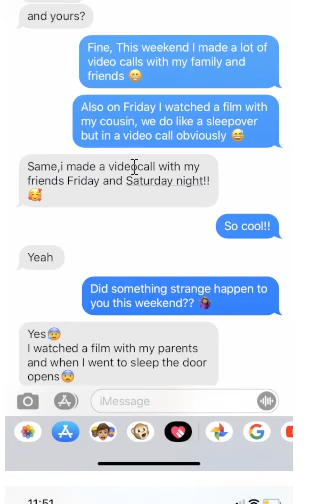 and yours?
Fine, This weekend I made a lot of
video calls with my family and
friends 😁
Also on Friday I watched a film with
my cousin, we do like a sleepover
but in a video call obviously 😅
Same,i made a videocall with my
friends Friday and Saturday night!!
🥰
So cool!!
Yeah
Did something strange happen to
you this weekend?? 🤷🏾‍♀️
Yes😰
I watched a film with my parents
and when I went to sleep the door
opens😨
iMessage
11:51